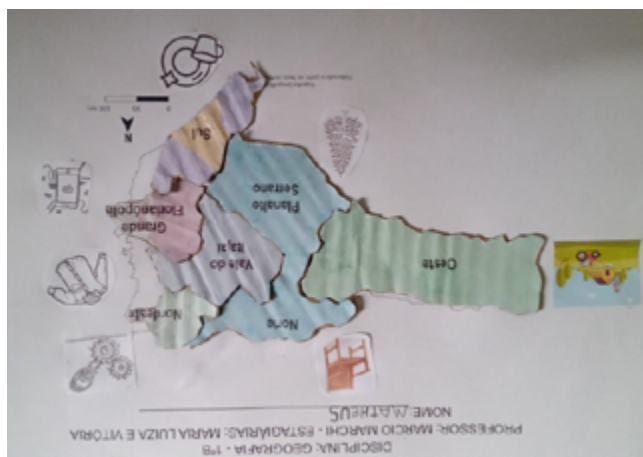 DISCIPLINA: GEOGRAFIA - 1ºB
PROFESSOR: MARCIO MARCHI - ESTAGIÁRIAS: MARIA LUIZA E VITÓRIA
NOME: MATHEUS
Norte
Nordeste
Oeste
Vale do
Itajaí
Grande
Florianópolis
Planalto
Serrano
Sul
N